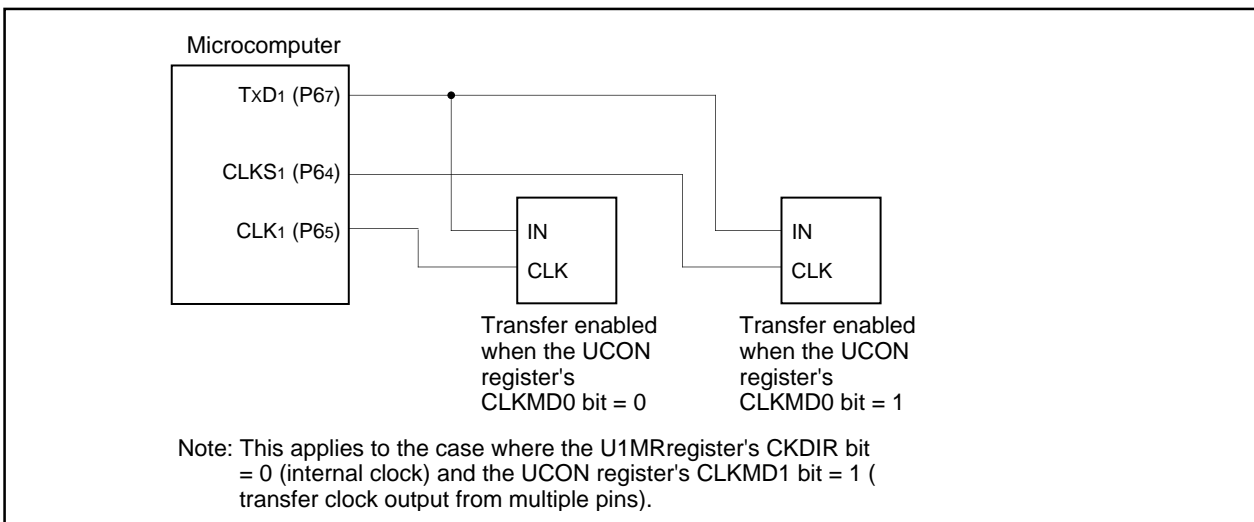 Microcomputer
TXD1 (P67)
CLKS1 (P64)
CLK1 (P65)
IN
CLK
IN
CLK
Transfer enabled
when the UCON
register's
CLKMD0 bit = 0
Transfer enabled
when the UCON
register's
CLKMD0 bit = 1
Note: This applies to the case where the U1MRregister's CKDIR bit
= 0 (internal clock) and the UCON register's CLKMD1 bit = 1 (
transfer clock output from multiple pins).